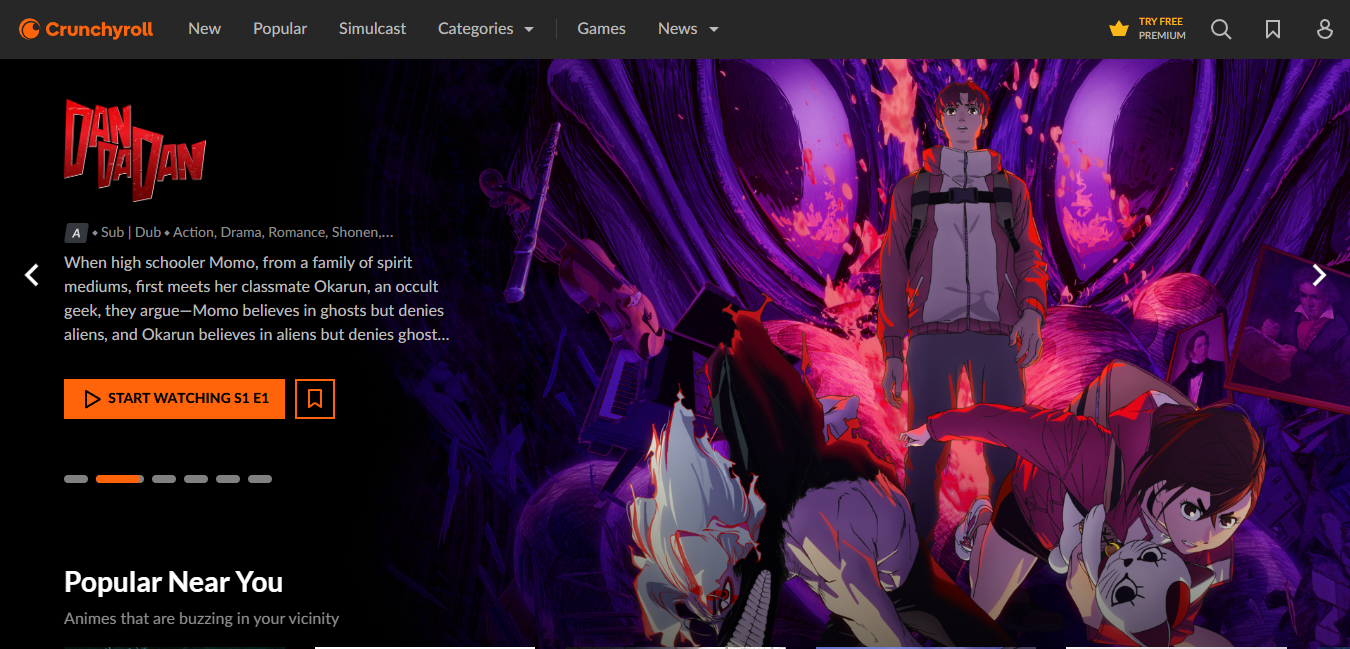 Crunchyroll
New
Popular
Simulcast
Categories
Games
News
TRY FREE
PREMIUM
DAN
DA DAN
A ◆ Sub | Dub ◆ Action, Drama, Romance, Shonen,...
When high schooler Momo, from a family of spirit
mediums, first meets her classmate Okarun, an occult
geek, they argue—Momo believes in ghosts but denies
aliens, and Okarun believes in aliens but denies ghost...
START WATCHING S1 E1
Popular Near You
Animes that are buzzing in your vicinity